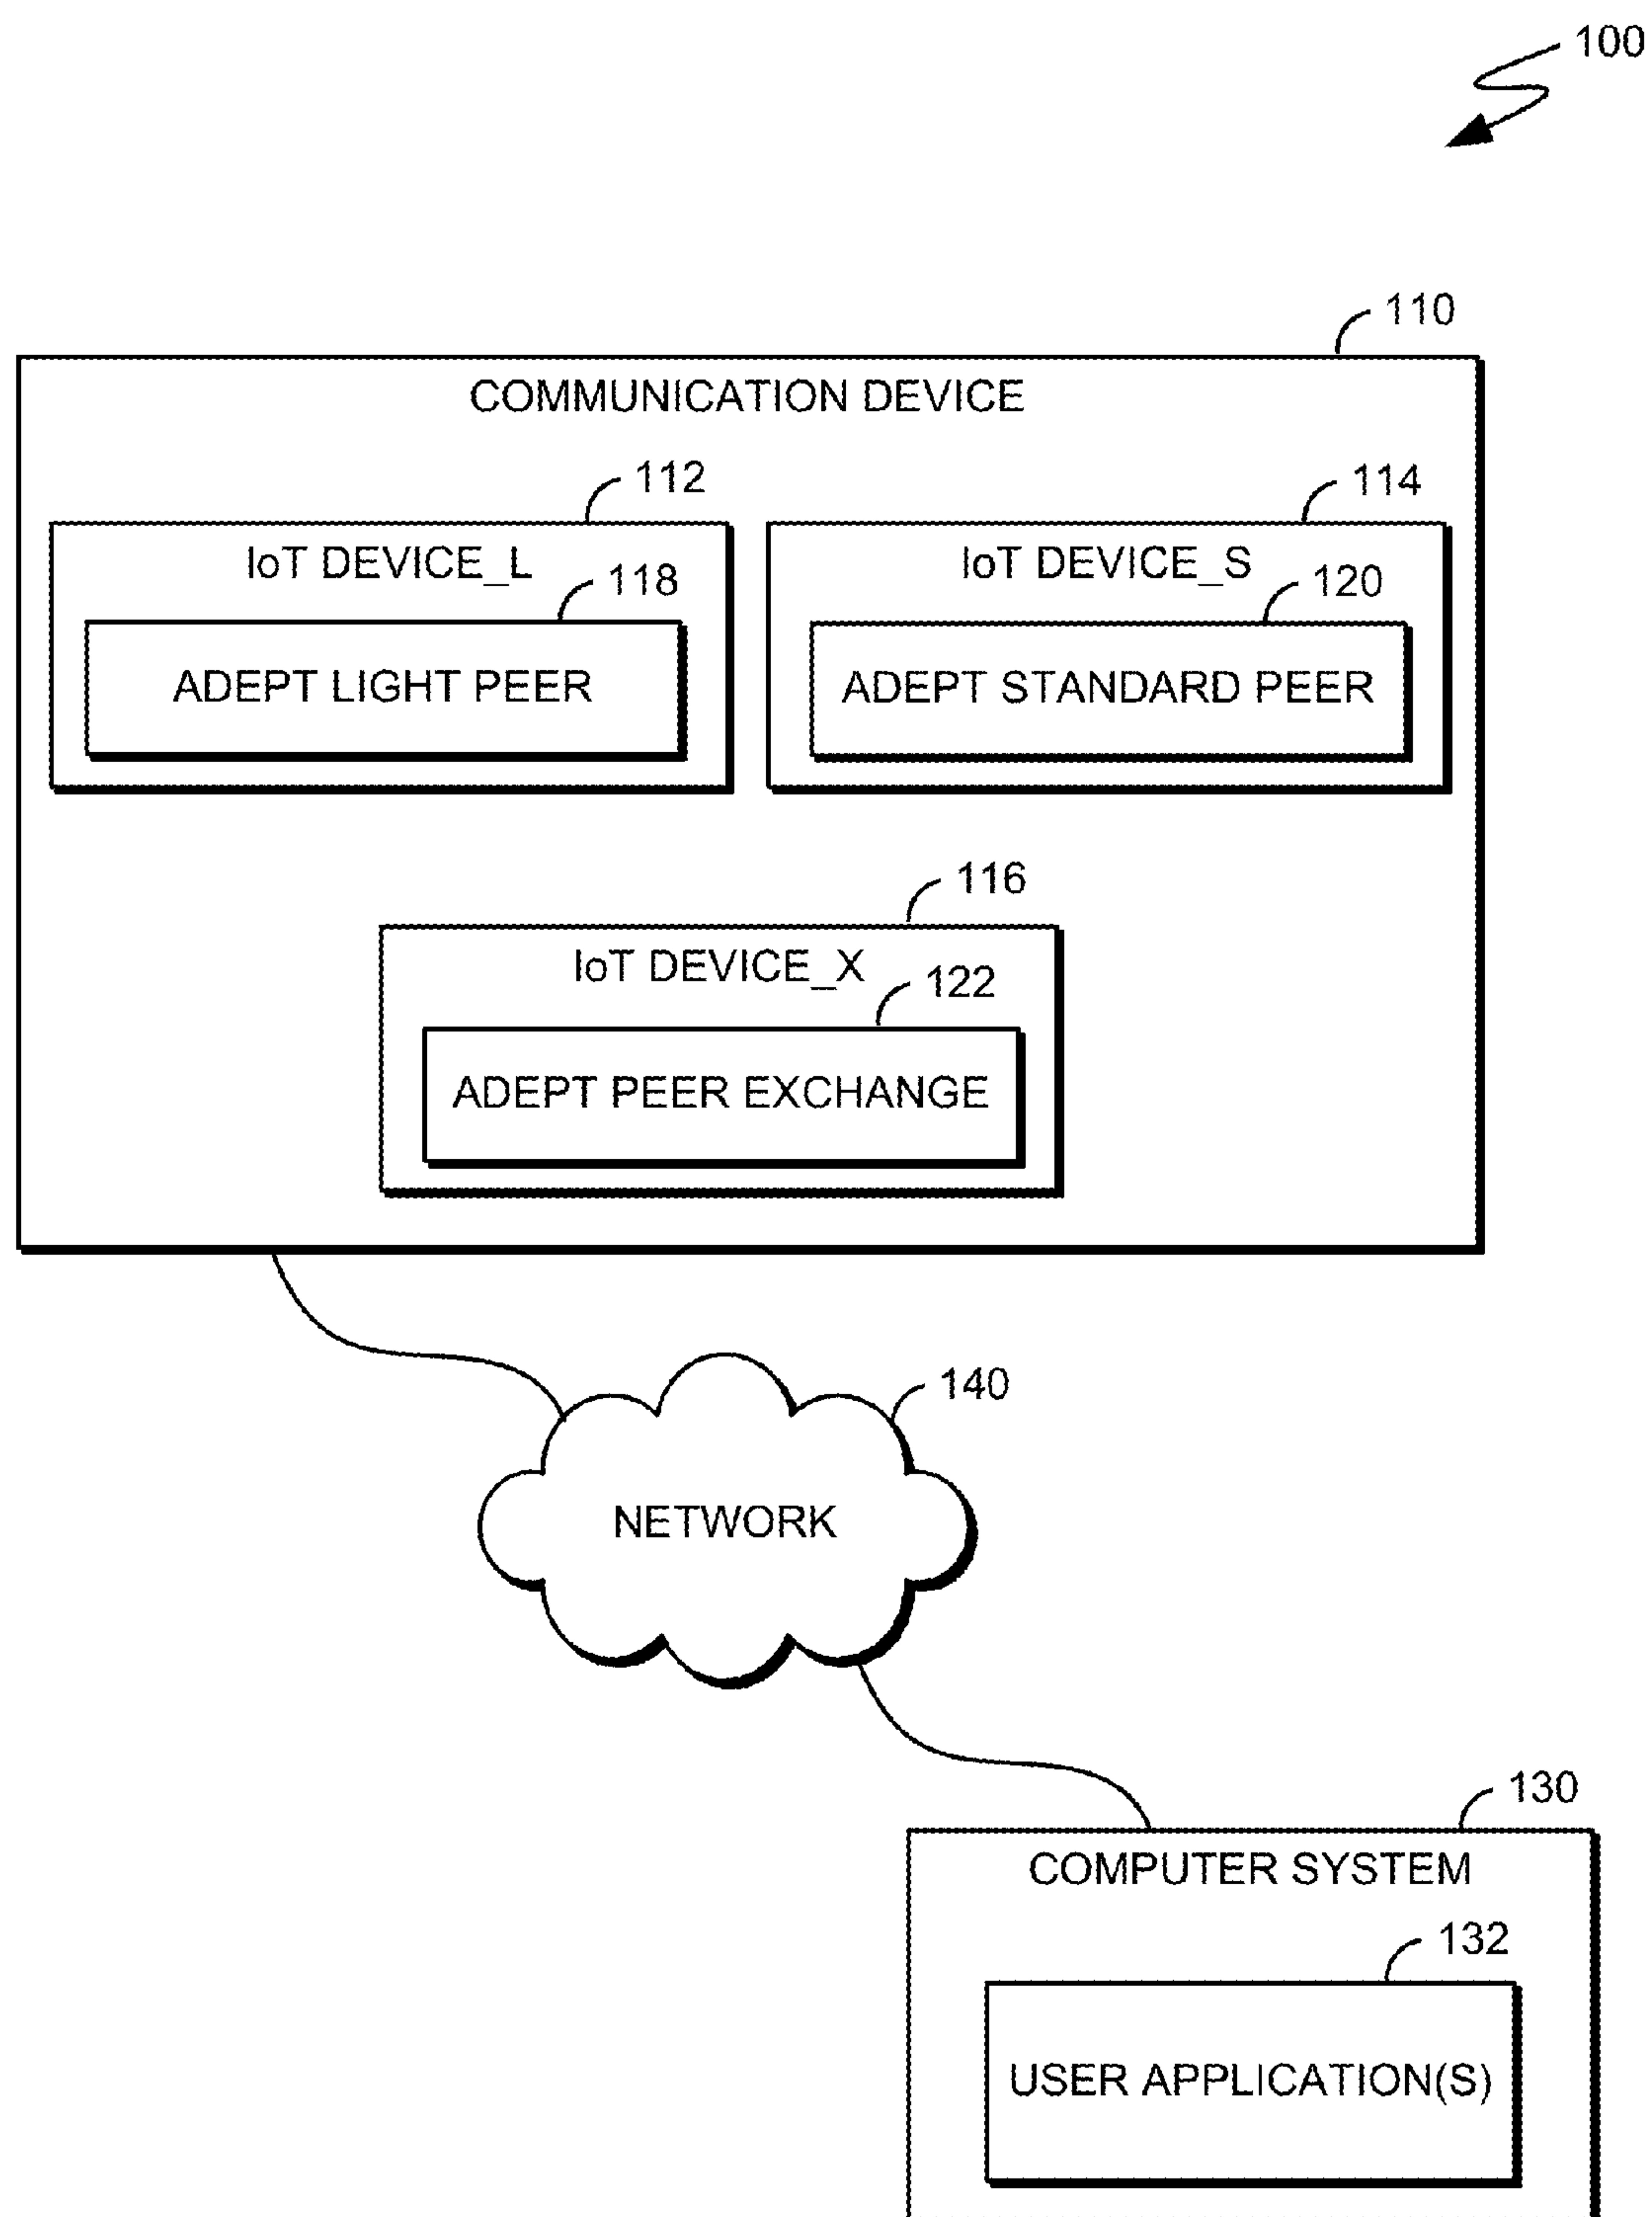 100
110
COMMUNICATION DEVICE
112
114
IoT DEVICE_L
IoT DEVICE_S
118
120
ADEPT LIGHT PEER
ADEPT STANDARD PEER
116
IoT DEVICE_X
122
ADEPT PEER EXCHANGE
140
NETWORK
130
COMPUTER SYSTEM
132
USER APPLICATION(S)